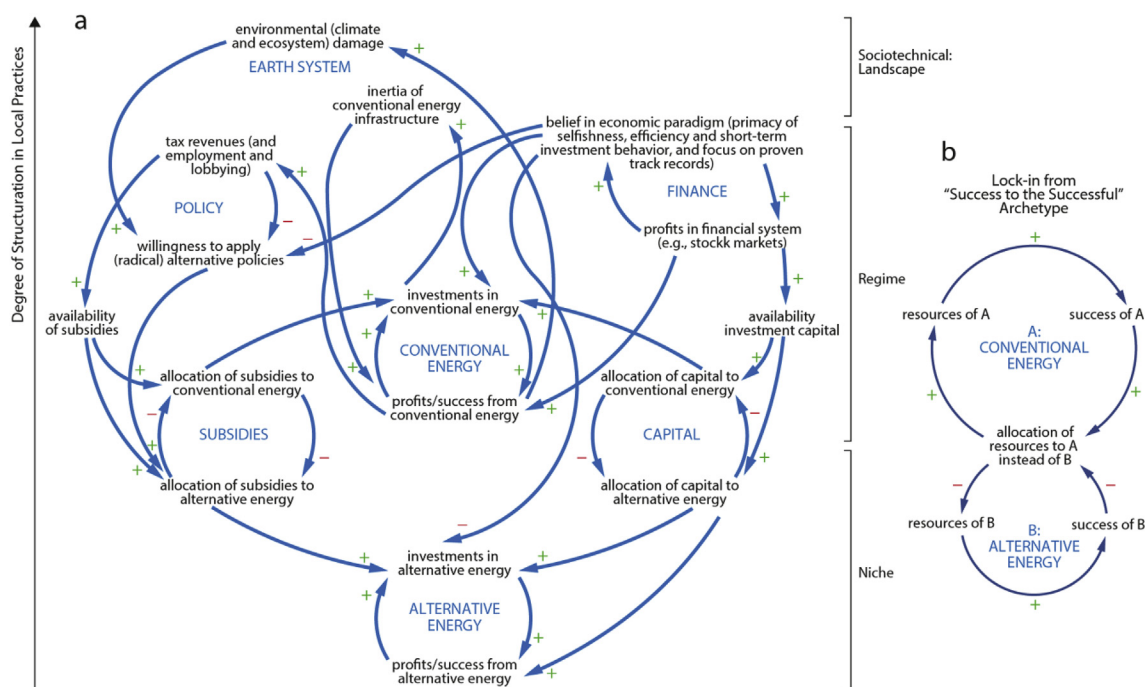 a
Degree of Structuration in Local Practices
environmental (climate
and ecosystem) damage
+
EARTH SYSTEM
inertia of
conventional energy
infrastructure
+
tax revenues (and
employment and
lobbying)
+
POLICY
−
+
willingness to apply
(radical) alternative policies
−
belief in economic paradigm (primacy of
selfishness, efficiency and short-term
investment behavior, and focus on proven
track records)
+
FINANCE
+
profits in financial system
(e.g., stockk markets)
+
availability
of subsidies
+
+
investments in
conventional energy
+
+
availability
investment capital
+
+
CONVENTIONAL
ENERGY
+
+
profits/success from
conventional energy
+
+
allocation of subsidies to
conventional energy
−
SUBSIDIES
+
−
+
allocation of subsidies to
alternative energy
+
allocation of capital to
conventional energy
−
CAPITAL
−
+
allocation of capital to
alternative energy
−
+
investments in
alternative energy
+
+
ALTERNATIVE
ENERGY
+
profits/success from
alternative energy
+
Sociotechnical:
Landscape
Regime
Niche
b
Lock-in from
“Success to the Successful”
Archetype
+
resources of A
success of A
A:
CONVENTIONAL
ENERGY
+
+
allocation of
resources to A
instead of B
−
−
resources of B
success of B
B:
ALTERNATIVE
ENERGY
+